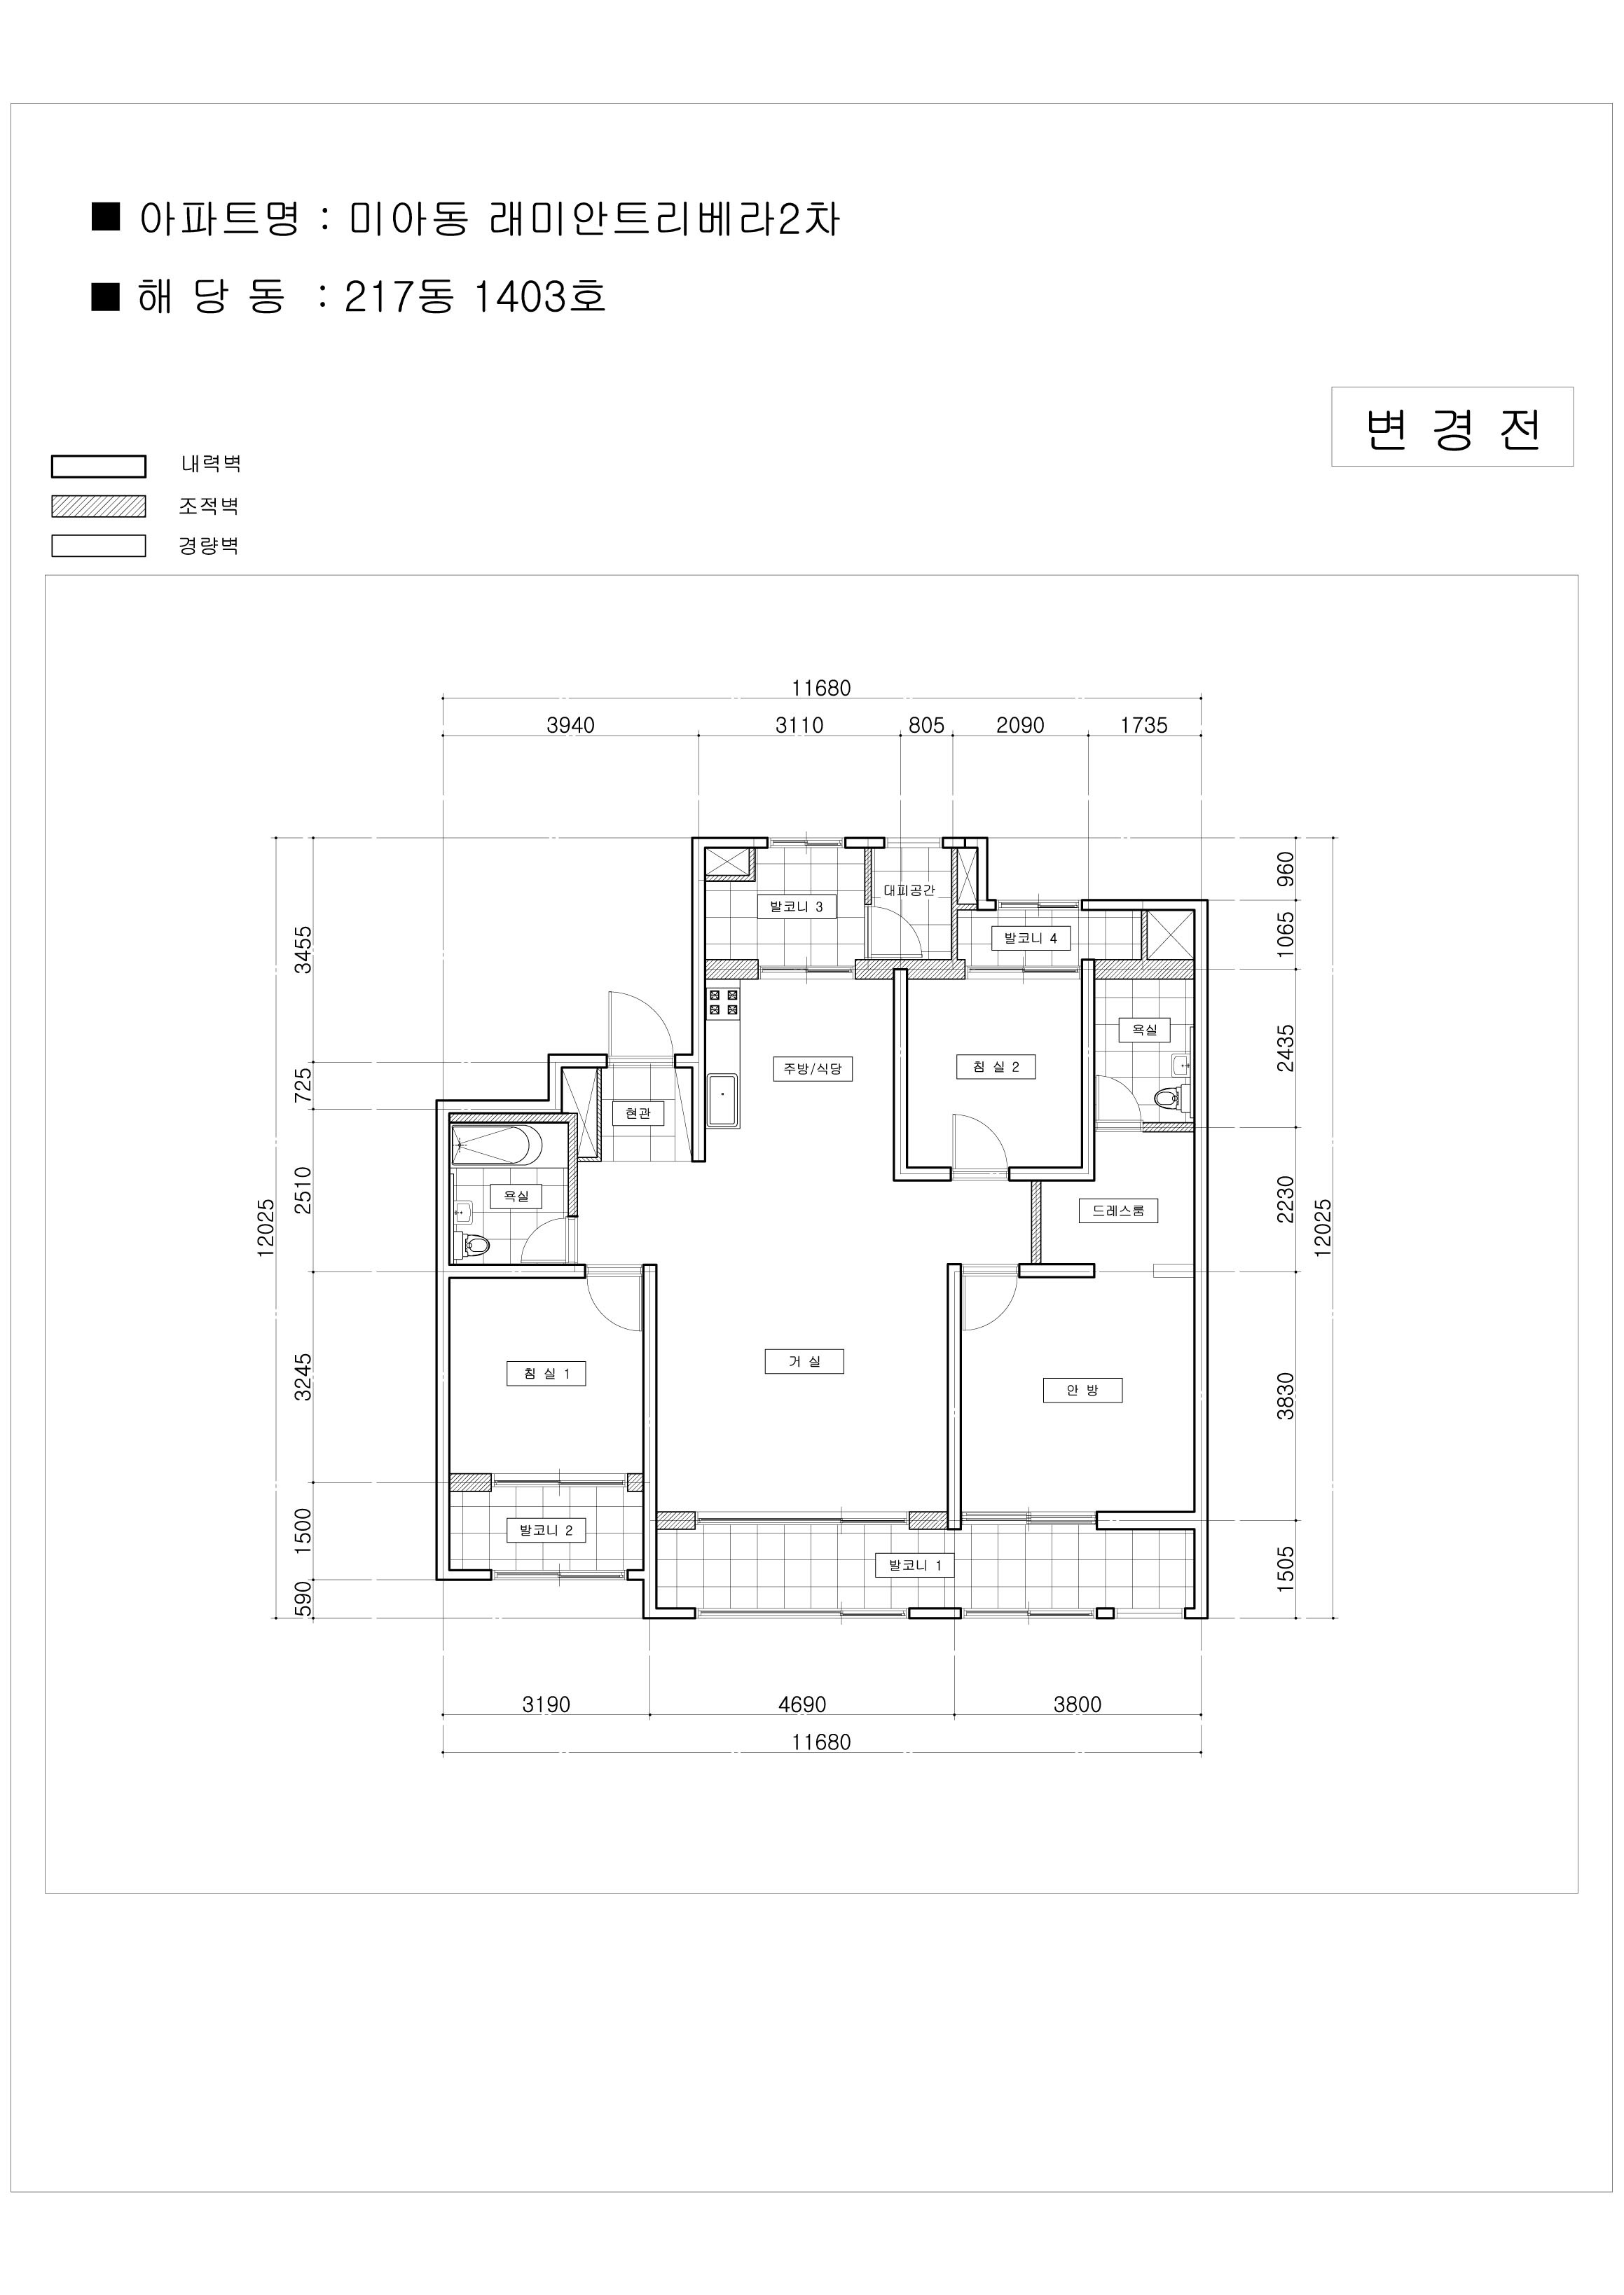 ■ 아파트명 : 미아동 래미안트리베라2차
■ 해 당 동 : 217동 1403호
변 경 전
내력벽
조적벽
경량벽
11680
3940 3110 805 2090 1735
960
대피공간
발코니 3
1065
발코니 4
3455
욕실
2435
주방/식당
침 실 2
725
현관
2510
욕실
드레스룸
2230
12025
12025
거 실
침 실 1
3245
안 방
3830
발코니 2
1500
발코니 1
1505
590
3190 4690 3800
11680